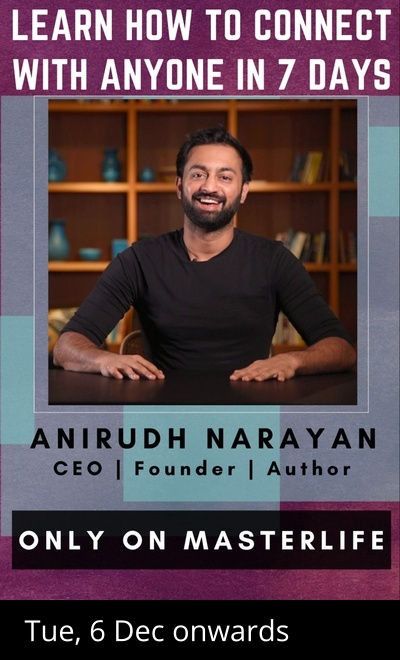 LEARN HOW TO CONNECT
WITH ANYONE IN 7 DAYS
ANIRUDH NARAYAN
CEO | Founder | Author
ONLY ON MASTERLIFE
Tue, 6 Dec onwards